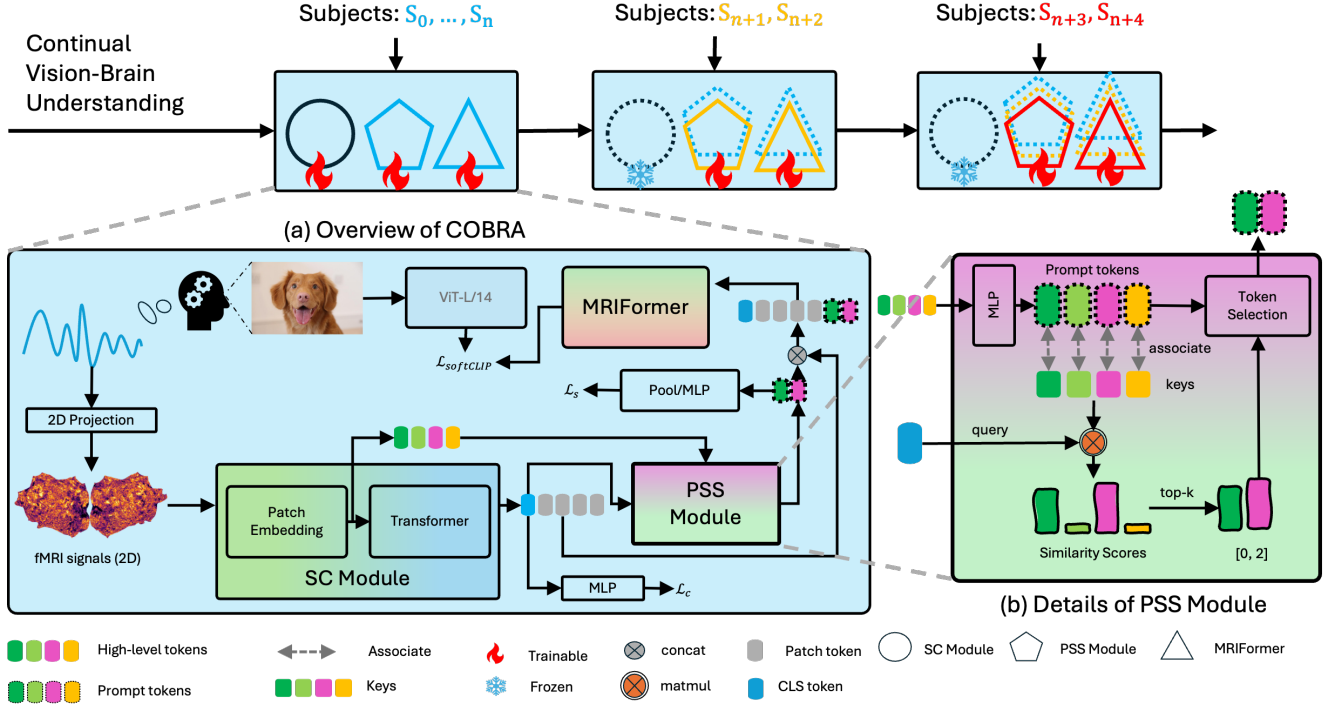 Subjects: S0, ..., Sn
Subjects: Sn+1, Sn+2
Subjects: Sn+3, Sn+4
Continual
Vision-Brain
Understanding
(a) Overview of COBRA
ViT-L/14
MRIFormer
ℒsoftCLIP
ℒs
Pool/MLP
2D Projection
fMRI signals (2D)
Patch
Embedding
Transformer
SC Module
PSS
Module
MLP
ℒc
MLP
Prompt tokens
Token
Selection
associate
keys
query
top-k
Similarity Scores
[0, 2]
(b) Details of PSS Module
High-level tokens
Associate
Trainable
concat
Patch token
SC Module
PSS Module
MRIFormer
Prompt tokens
Keys
Frozen
matmul
CLS token